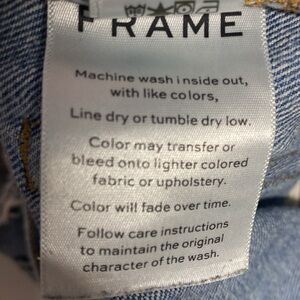 FRAME
Machine wash inside out,
with like colors,
Line dry or tumble dry low.
Color may transfer or
bleed onto lighter colored
fabric or upholstery.
Color will fade over time.
Follow care instructions
to maintain the original
character of the wash.